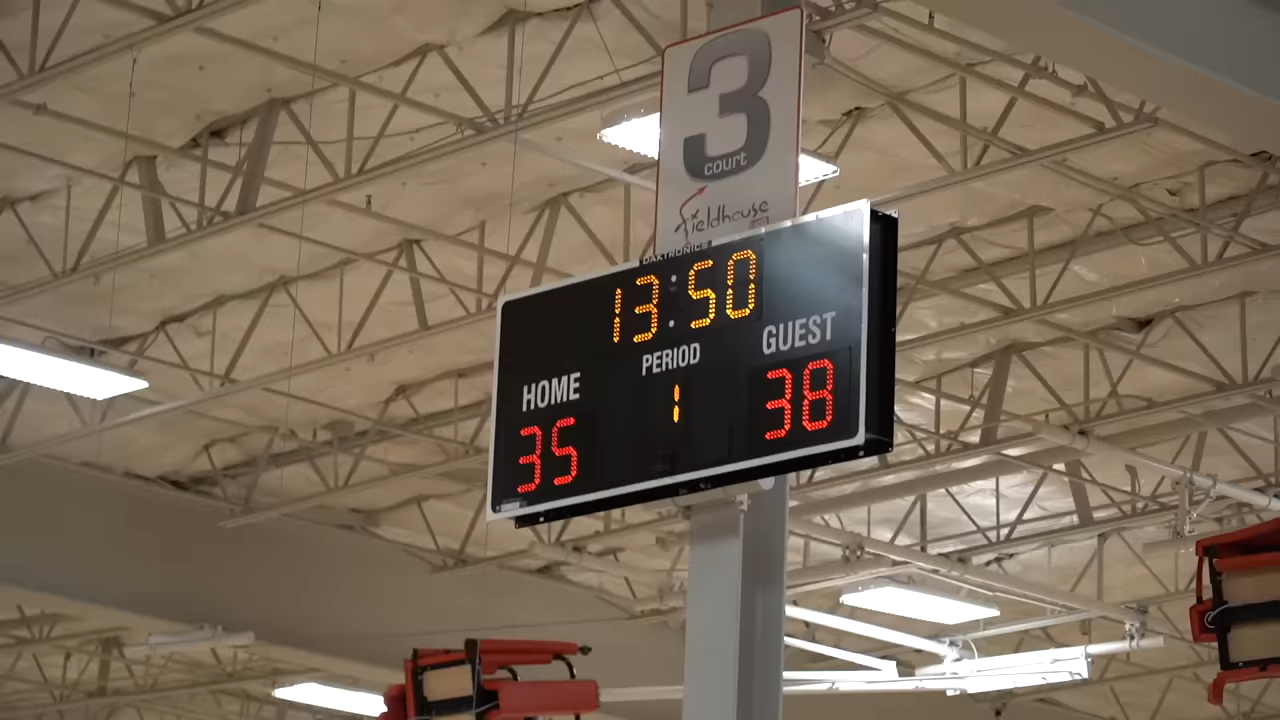 3
court
fieldhouse
DAKTRONICS
13:50
PERIOD
GUEST
HOME
1
38
35